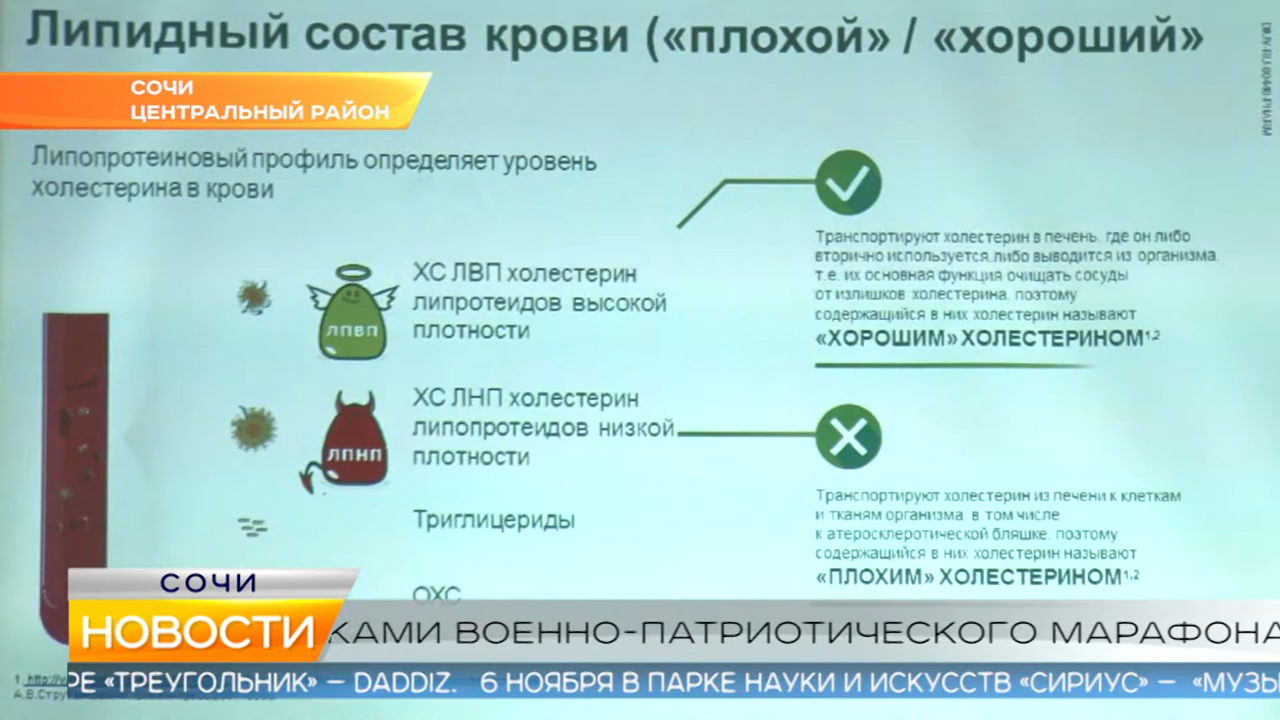 Липидный состав крови («плохой» / «хороший»
СОЧИ
ЦЕНТРАЛЬНЫЙ РАЙОН
Липопротеиновый профиль определяет уровень
холестерина в крови
ЛПВП
ХС ЛВП холестерин
липротеидов высокой
плотности
Транспортируют холестерин в печень, где он либо
вторично используется,либо выводится из организма,
т.е. их основная функция очищать сосуды
от излишков холестерина, поэтому
содержащийся в них холестерин называют
«ХОРОШИМ» ХОЛЕСТЕРИНОМ1,2
ЛПНП
ХС ЛНП холестерин
липопротеидов низкой
плотности
Транспортируют холестерин из печени к клеткам
и тканям организма, в том числе
к атеросклеротической бляшке, поэтому
содержащийся в них холестерин называют
«ПЛОХИМ» ХОЛЕСТЕРИНОМ1,2
Триглицериды
ОХС
СОЧИ
НОВОСТИ
КАМИ ВОЕННО-ПАТРИОТИЧЕСКОГО МАРАФОНА
РЕ «ТРЕУГОЛЬНИК» – DADDIZ. 6 НОЯБРЯ В ПАРКЕ НАУКИ И ИСКУССТВ «СИРИУС» – «МУЗЫ